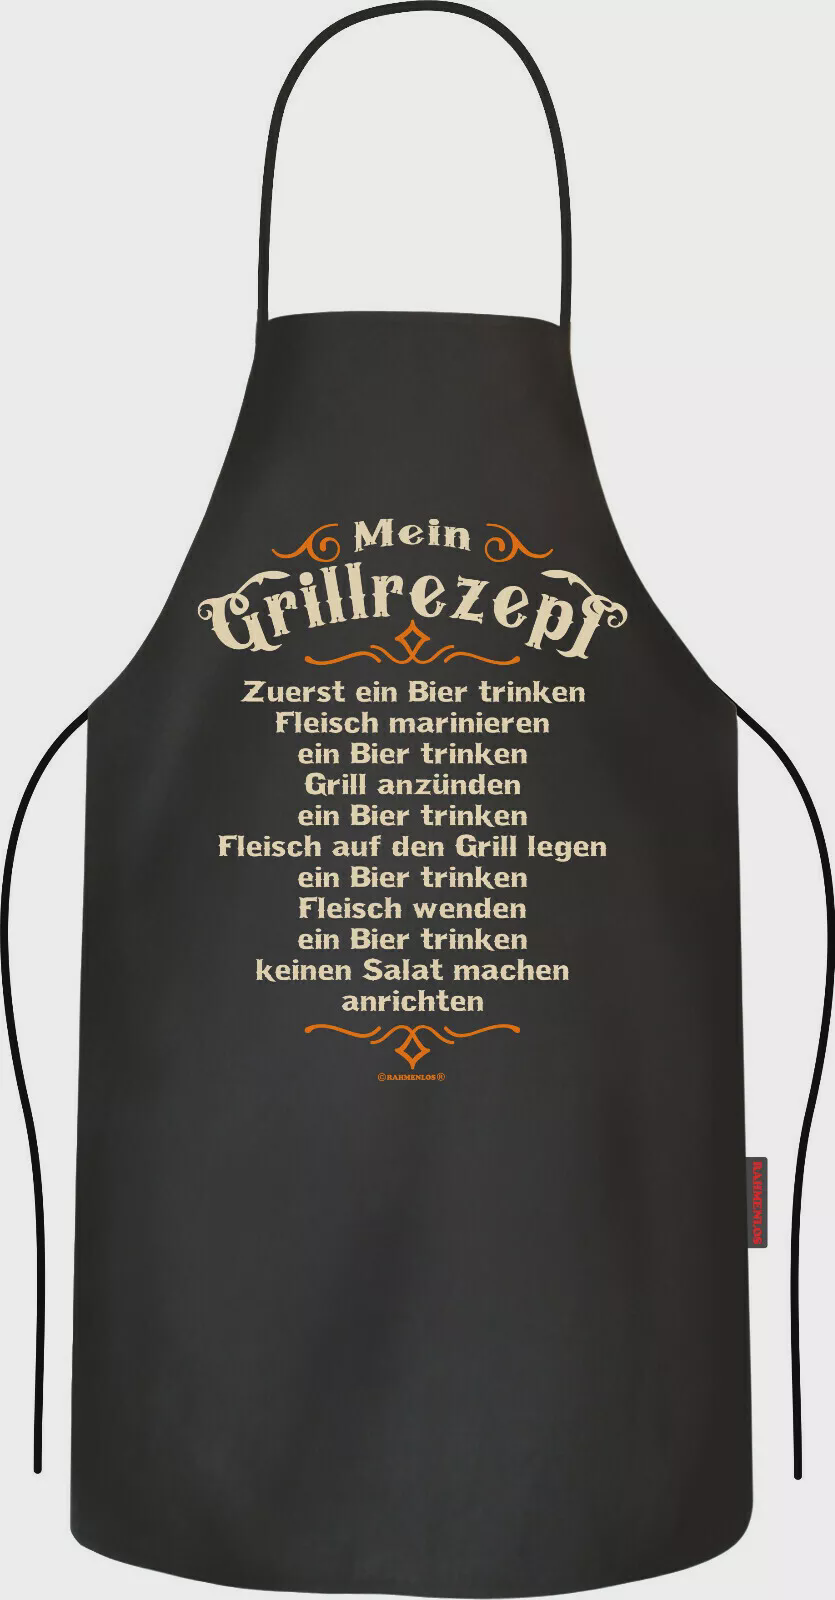 Mein
Grillrezept
Zuerst ein Bier trinken
Fleisch marinieren
ein Bier trinken
Grill anzünden
ein Bier trinken
Fleisch auf den Grill legen
ein Bier trinken
Fleisch wenden
ein Bier trinken
keinen Salat machen
anrichten
©RAHMENLOS®
RAHMENLOS